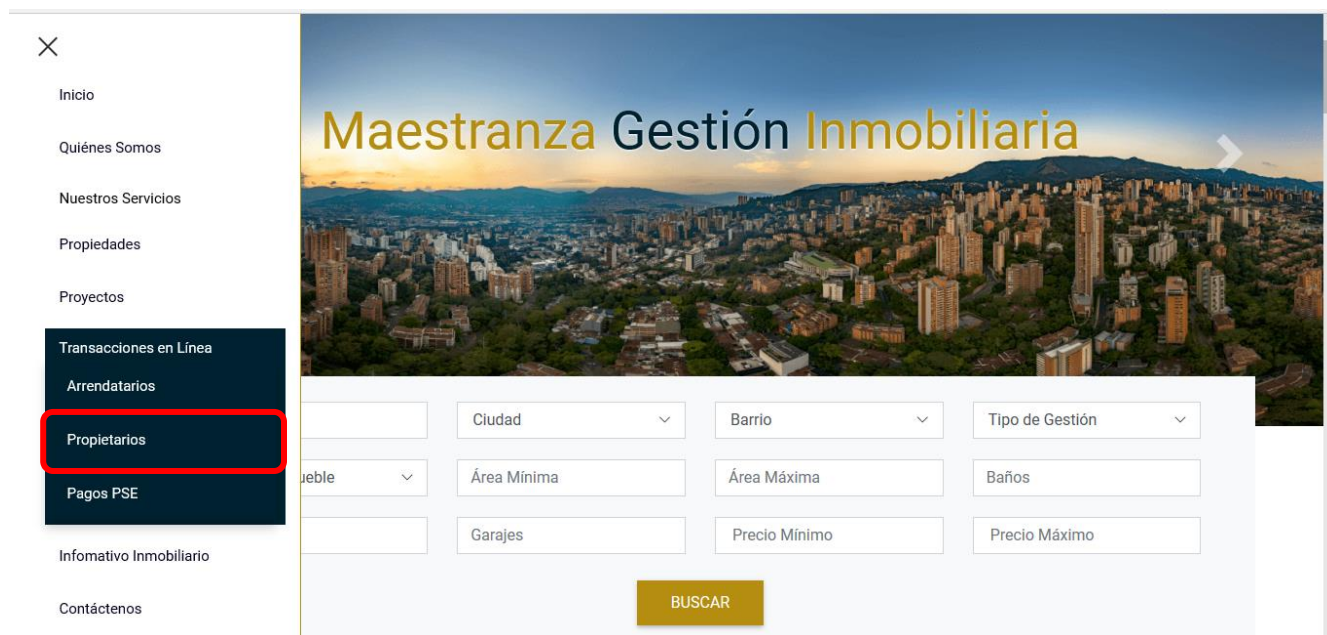 Inicio
Quiénes Somos
Nuestros Servicios
Propiedades
Proyectos
Transacciones en Línea
Arrendatarios
Propietarios
Pagos PSE
Infomativo Inmobiliario
Contáctenos
Maestranza Gestión Inmobiliaria
Ciudad
Barrio
Tipo de Gestión
ueble
Área Mínima
Área Máxima
Baños
Garajes
Precio Mínimo
Precio Máximo
BUSCAR